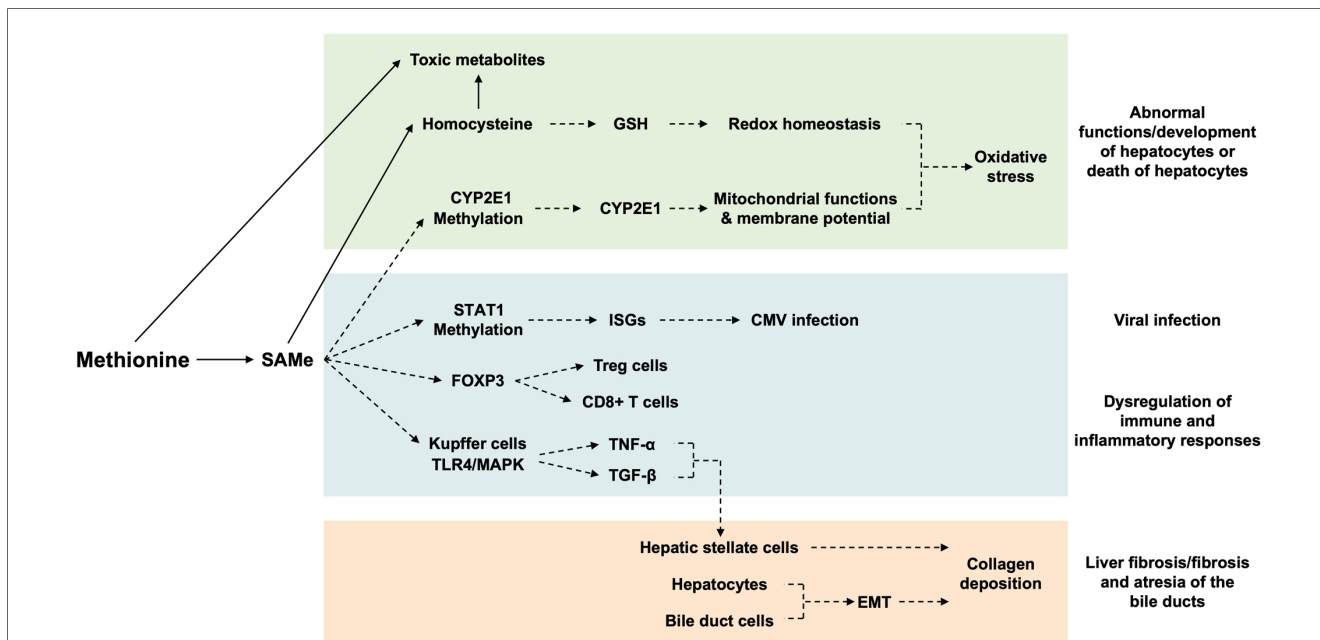 Toxic metabolites
Homocysteine
GSH
Redox homeostasis
Oxidative
stress
CYP2E1
Methylation
CYP2E1
Mitochondrial functions
& membrane potential
Abnormal
functions/development
of hepatocytes or
death of hepatocytes
Methionine
SAMe
STAT1
Methylation
ISGs
CMV infection
Viral infection
FOXP3
Treg cells
CD8+ T cells
Kupffer cells
TLR4/MAPK
TNF-α
TGF-β
Dysregulation of
immune and
inflammatory responses
Hepatic stellate cells
Hepatocytes
Bile duct cells
EMT
Collagen
deposition
Liver fibrosis/fibrosis
and atresia of the
bile ducts